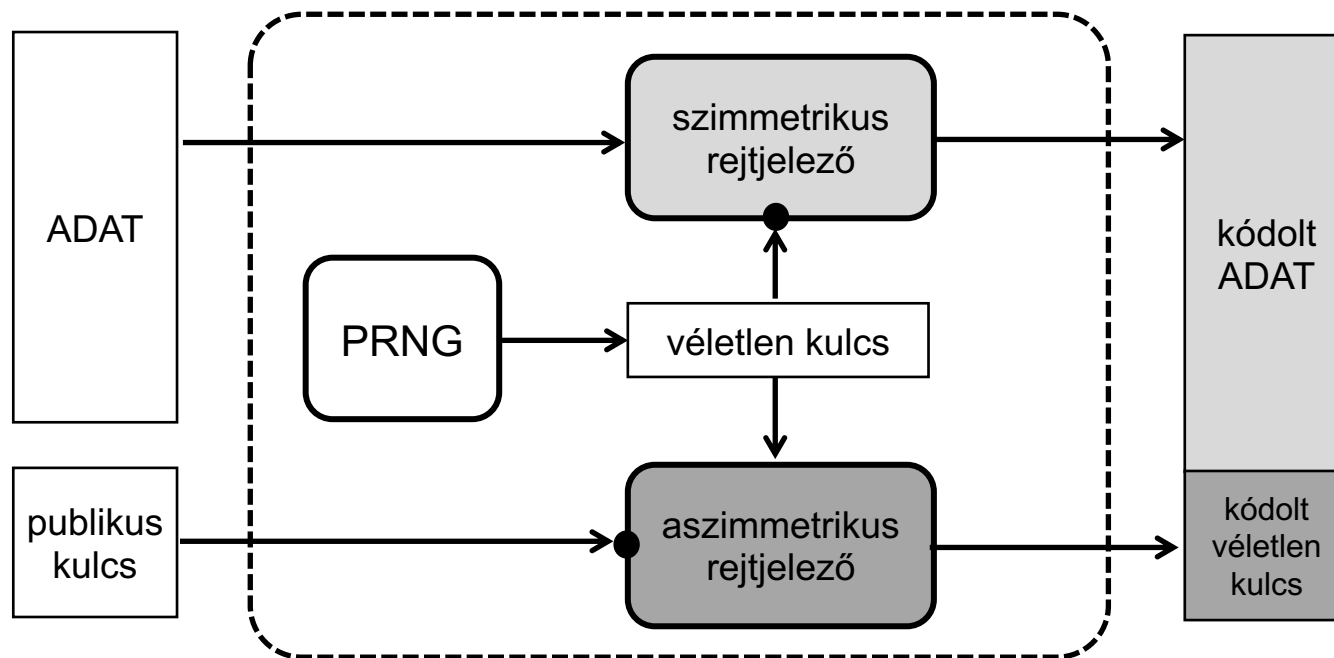 ADAT
szimmetrikus
rejtjelező
kódolt
ADAT
PRNG
véletlen kulcs
publikus
kulcs
aszimmetrikus
rejtjelező
kódolt
véletlen
kulcs